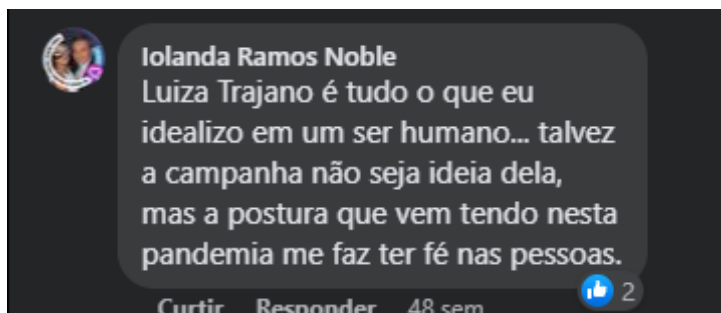 Iolanda Ramos Noble
Luiza Trajano é tudo o que eu
idealizo em um ser humano... talvez
a campanha não seja ideia dela,
mas a postura que vem tendo nesta
pandemia me faz ter fé nas pessoas.
2
Curtir Responder 48 sem